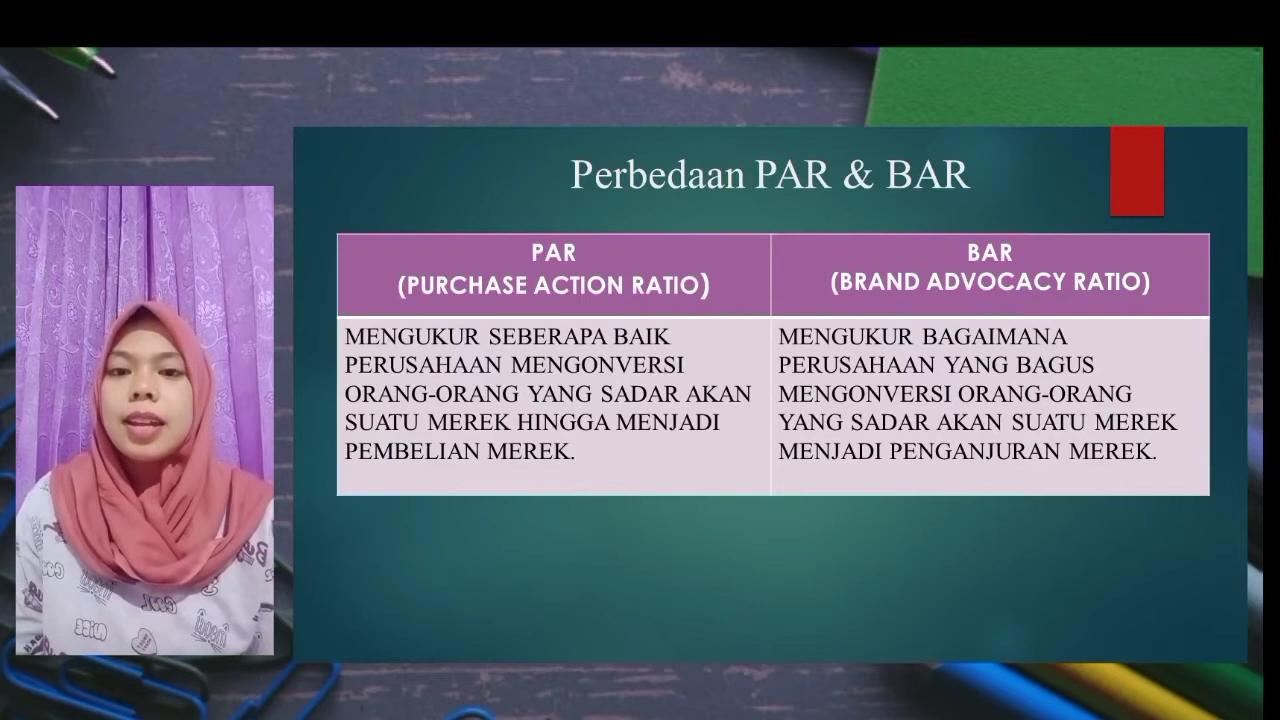 Perbedaan PAR & BAR
PAR
(PURCHASE ACTION RATIO)
BAR
(BRAND ADVOCACY RATIO)
MENGUKUR SEBERAPA BAIK
PERUSAHAAN MENGONVERSI
ORANG-ORANG YANG SADAR AKAN
SUATU MEREK HINGGA MENJADI
PEMBELIAN MEREK.
MENGUKUR BAGAIMANA
PERUSAHAAN YANG BAGUS
MENGONVERSI ORANG-ORANG
YANG SADAR AKAN SUATU MEREK
MENJADI PENGANJURAN MEREK.
COOL
NICE